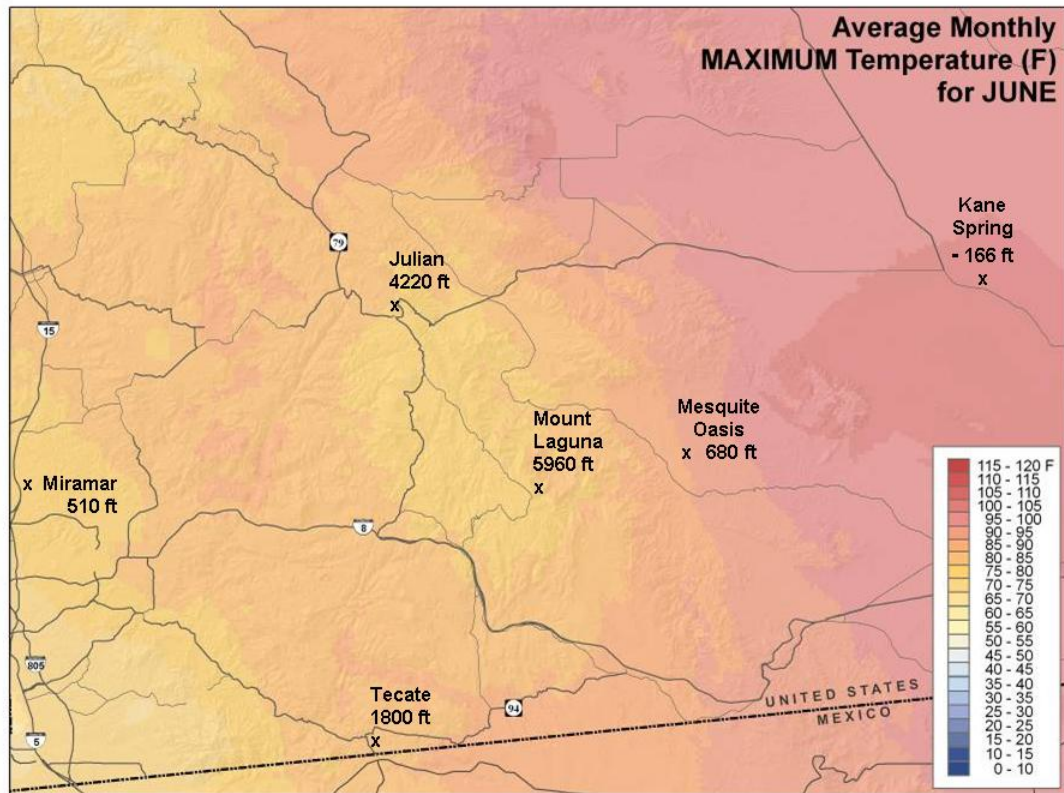 Average Monthly
MAXIMUM Temperature (F)
for JUNE
Kane
Spring
- 166 ft
x
79
Julian
4220 ft
x
15
Mount
Laguna
5960 ft
x
Mesquite
Oasis
x 680 ft
x Miramar
510 ft
8
115 - 120 F
110 - 115
105 - 110
100 - 105
95 - 100
90 - 95
85 - 90
80 - 85
75 - 80
70 - 75
65 - 70
60 - 65
55 - 60
50 - 55
45 - 50
40 - 45
35 - 40
30 - 35
25 - 30
20 - 25
15 - 20
10 - 15
0 - 10
805
Tecate
1800 ft
x
94
UNITED STATES
MEXICO
5